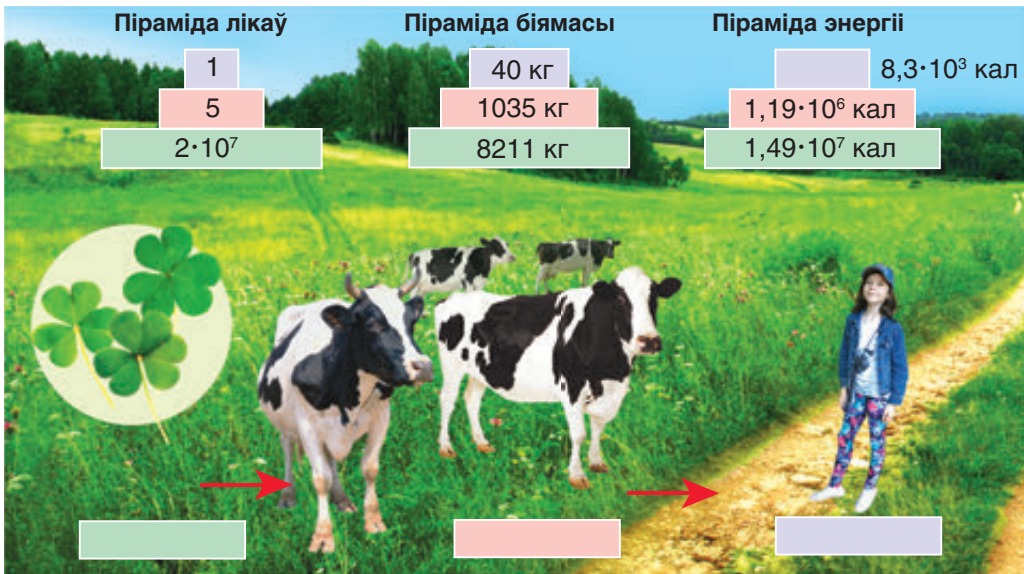 Піраміда лікаў
1
5
2·10⁷
Піраміда біямасы
40 кг
1035 кг
8211 кг
Піраміда энергіі
8,3·10³ кал
1,19·10⁶ кал
1,49·10⁷ кал